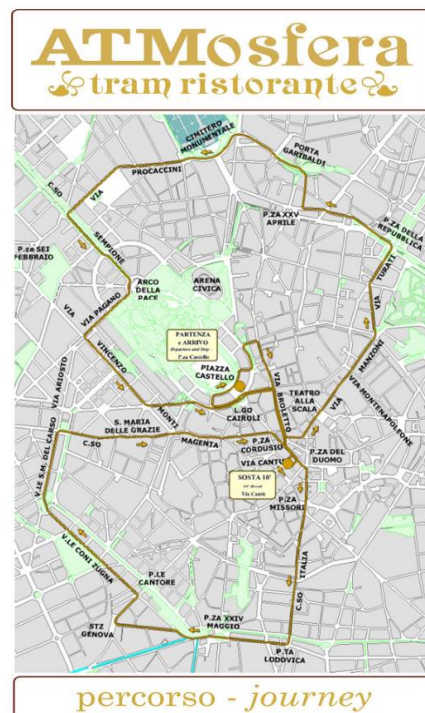 ATMosfera
tram ristorante
CIMITERO
MONUMENTALE
PORTA
GARIBALDI
PROCACCINI
VIA
C.SO
SEMPIONE
P.ZA XXV
APRILE
P.ZA DELLA
REPUBBLICA
P.za SEI
FEBBRAIO
ARCO
DELLA
PACE
ARENA
CIVICA
TURATI
VIA
VIA PAGANO
VIA
PARTENZA
e ARRIVO
P.za Castello
VINCENZO
MONTI
PIAZZA
CASTELLO
MANZONI
VIA
VIA MONTENAPOLEONE
VIA ARIOSTO
VIA BROLETTO
TEATRO
ALLA
SCALA
L.GO
CAIROLI
S. MARIA
DELLE GRAZIE
C.SO
MAGENTA
P.ZA
CORDUSIO
VIA CANTU
P.ZA DEL
DUOMO
V.LE S.M. DEL CARSO
SOSTA 10'
Via Cantù
P.ZA
MISSORI
V.LE CONI ZUGNA
P.LE
CANTORE
C.SO ITALIA
STZ
GENOVA
P.ZA XXIV
MAGGIO
P.TA
LODOVICA
percorso - journey